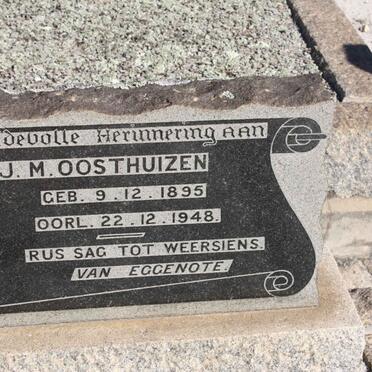 devolle Herinnering AAN
J. M. OOSTHUIZEN
GEB. 9.12.1895
OORL. 22.12.1948.
RUS SAG TOT WEERSIENS.
VAN EGGENOTE.